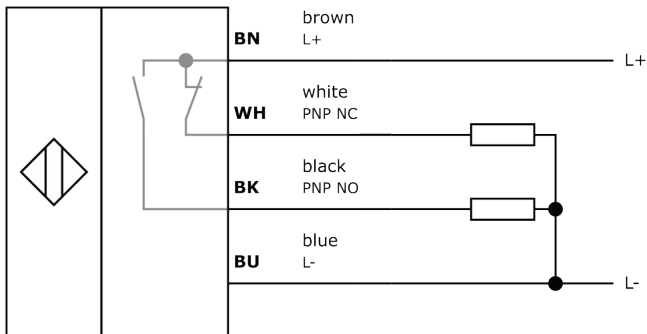 brown
BN L+
L+
white
WH PNP NC
black
BK PNP NO
blue
BU L-
L-